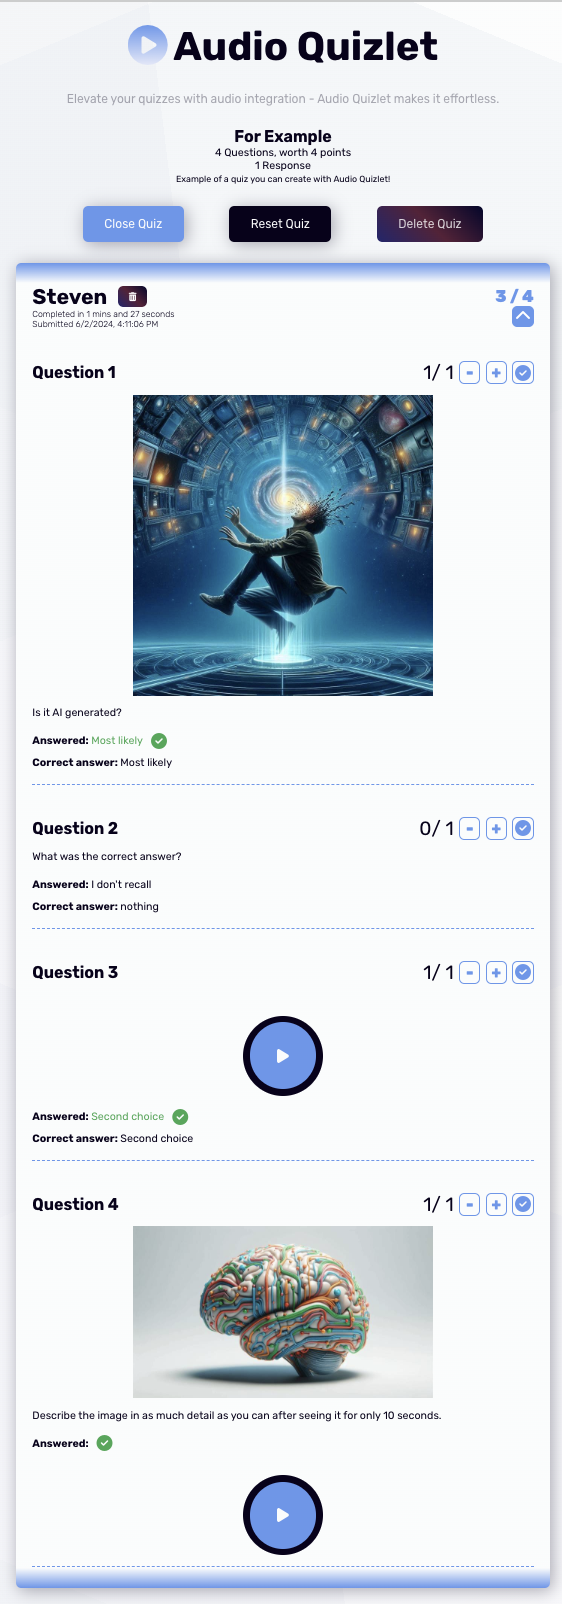 Audio Quizlet
Elevate your quizzes with audio integration - Audio Quizlet makes it effortless.
For Example
4 Questions, worth 4 points
1 Response
Example of a quiz you can create with Audio Quizlet!
Close Quiz
Reset Quiz
Delete Quiz
Steven
3 / 4
Completed in 1 mins and 27 seconds
Submitted 6/2/2024, 4:11:06 PM
Question 1
1/ 1 - +
Is it AI generated?
Answered: Most likely
Correct answer: Most likely
Question 2
0/ 1 - +
What was the correct answer?
Answered: I don't recall
Correct answer: nothing
Question 3
1/ 1 - +
Answered: Second choice
Correct answer: Second choice
Question 4
1/ 1 - +
Describe the image in as much detail as you can after seeing it for only 10 seconds.
Answered: